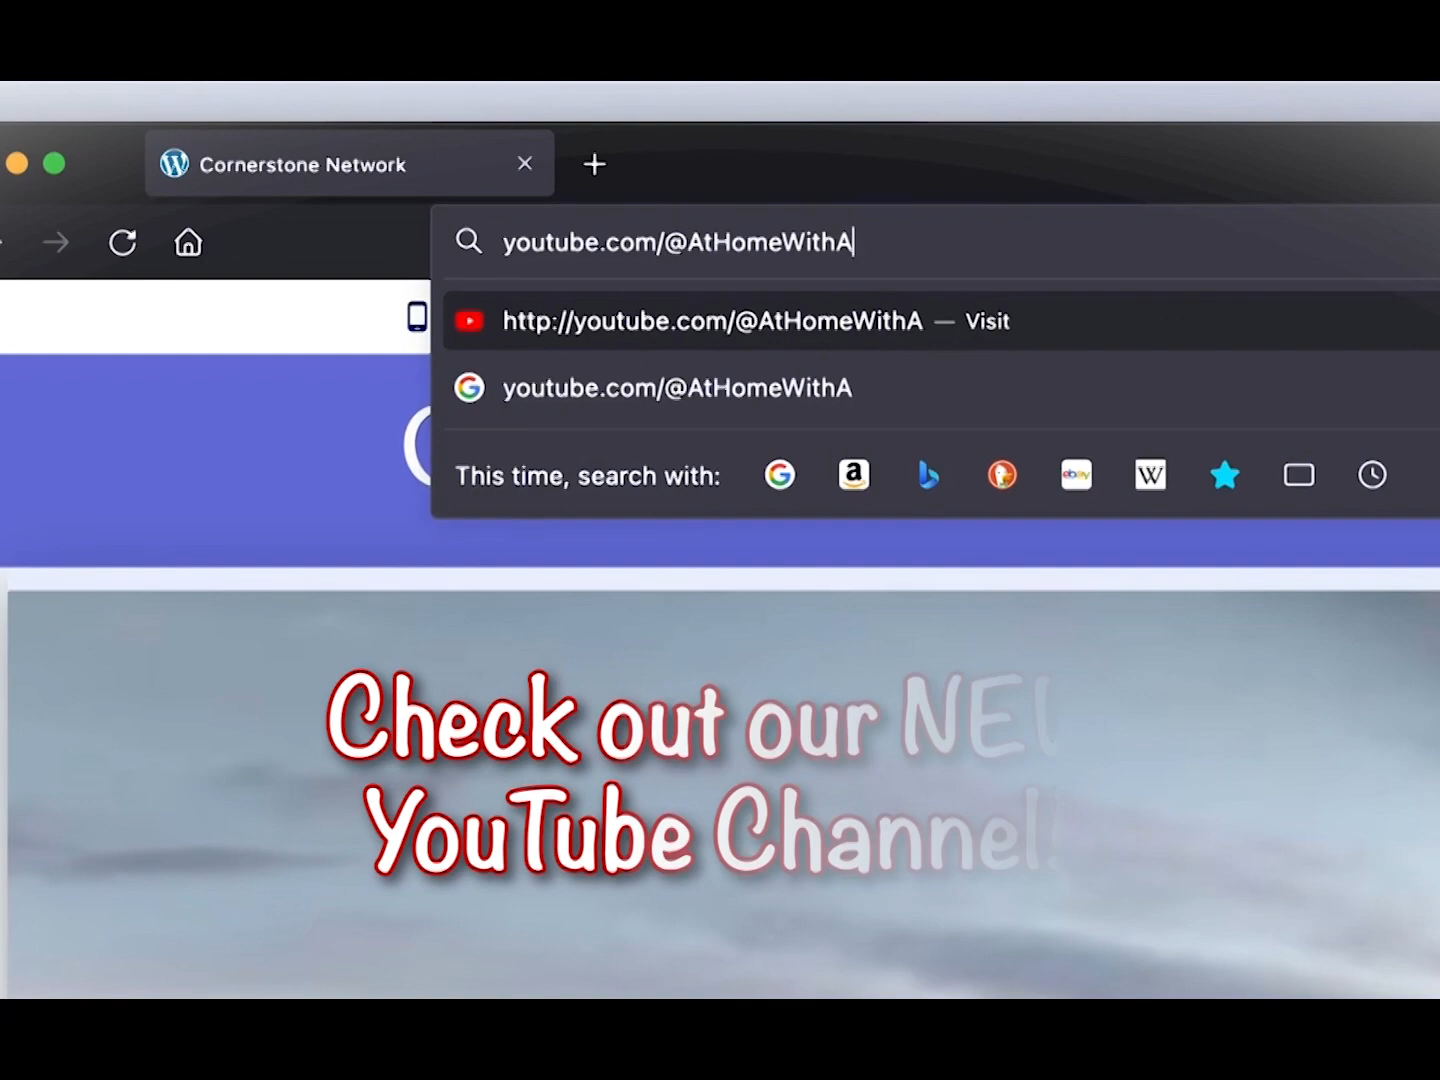 Cornerstone Network
youtube.com/@AtHomeWithA
http://youtube.com/@AtHomeWithA — Visit
youtube.com/@AtHomeWithA
This time, search with:
a
ebay
W
Check out our
YouTube Channel!